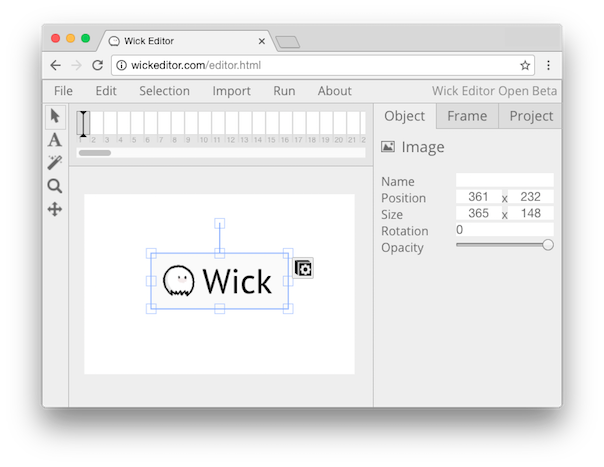 Wick Editor
wickeditor.com/editor.html
File Edit Selection Import Run About Wick Editor Open Beta
A
1 2 3 4 5 6 7 8 9 10 11 12 13 14 15 16 17 18 19 20 21 2
Object Frame Project
Image
Name
Position 361 x 232
Size 365 x 148
Rotation 0
Opacity
Wick